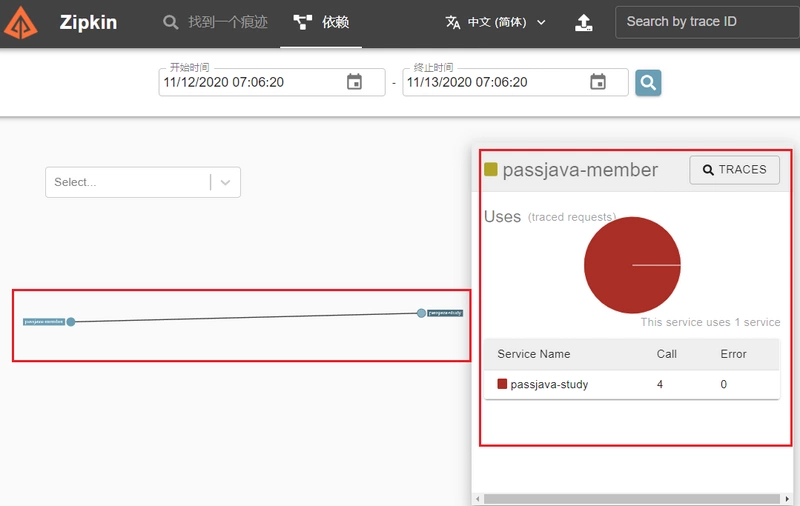 Zipkin
找到一个痕迹
依赖
中文 (简体)
Search by trace ID
开始时间
11/12/2020 07:06:20
-
终止时间
11/13/2020 07:06:20
Select...
passjava-member
TRACES
Uses (traced requests)
This service uses 1 service
Service Name Call Error
passjava-study 4 0
passjava-member
passjava-study